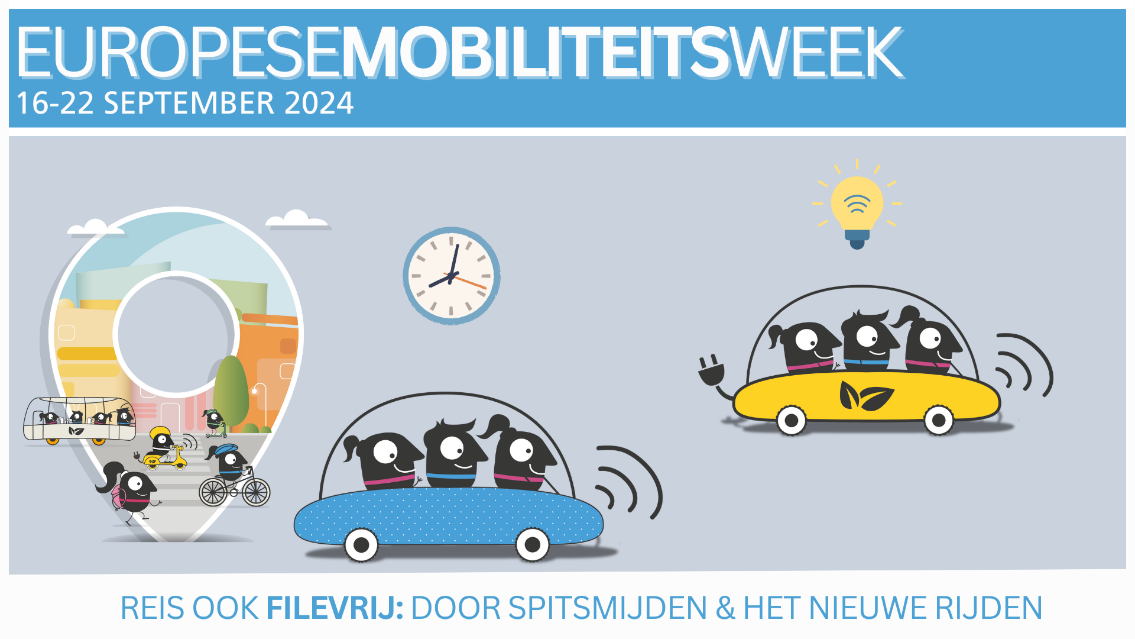 EUROPESEMOBILITEITSWEEK
16-22 SEPTEMBER 2024
REIS OOK FILEVRIJ: DOOR SPITSMIJDEN & HET NIEUWE RIJDEN